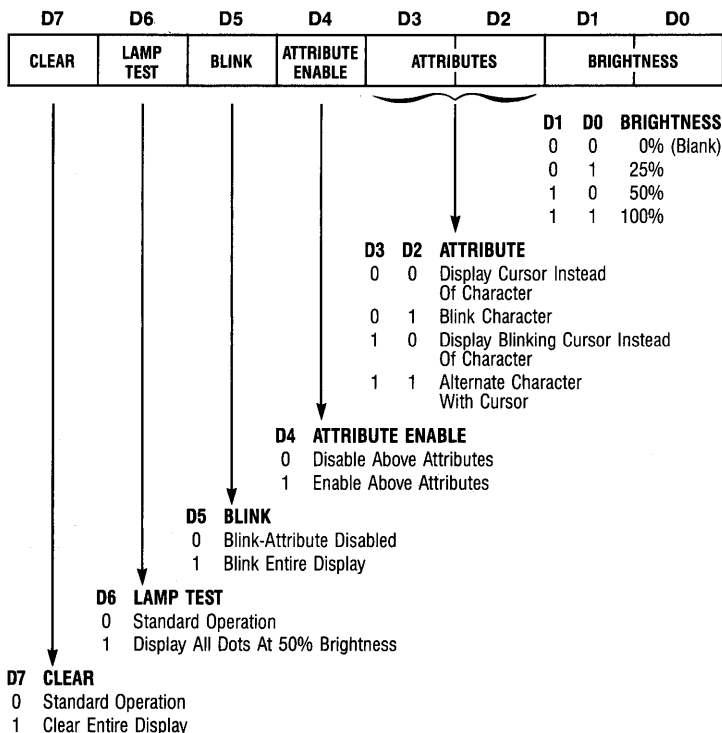 D7 D6 D5 D4 D3 D2 D1 D0
CLEAR LAMP TEST BLINK ATTRIBUTE ENABLE ATTRIBUTES BRIGHTNESS
D1 D0 BRIGHTNESS
0 0 0% (Blank)
0 1 25%
1 0 50%
1 1 100%
D3 D2 ATTRIBUTE
0 0 Display Cursor Instead
Of Character
0 1 Blink Character
1 0 Display Blinking Cursor Instead
Of Character
1 1 Alternate Character
With Cursor
D4 ATTRIBUTE ENABLE
0 Disable Above Attributes
1 Enable Above Attributes
D5 BLINK
0 Blink-Attribute Disabled
1 Blink Entire Display
D6 LAMP TEST
0 Standard Operation
1 Display All Dots At 50% Brightness
D7 CLEAR
0 Standard Operation
1 Clear Entire Display